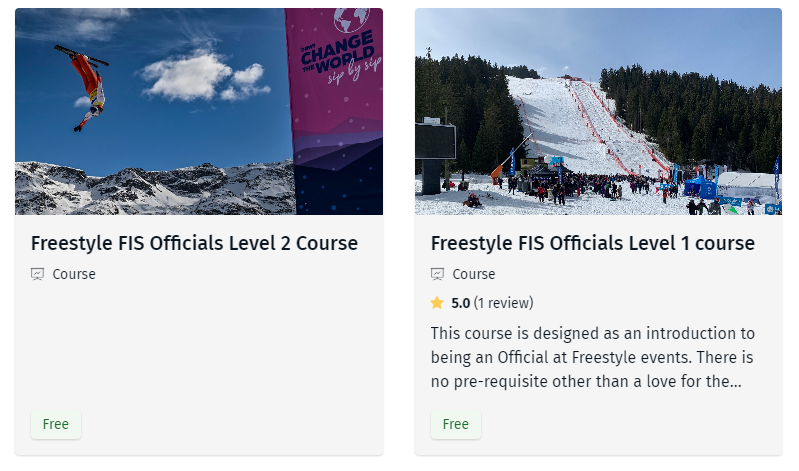 CHANGE
THE WORLD
sip by sip
Freestyle FIS Officials Level 2 Course
Course
Free
Freestyle FIS Officials Level 1 course
Course
5.0 (1 review)
This course is designed as an introduction to
being an Official at Freestyle events. There is
no pre-requisite other than a love for the...
Free